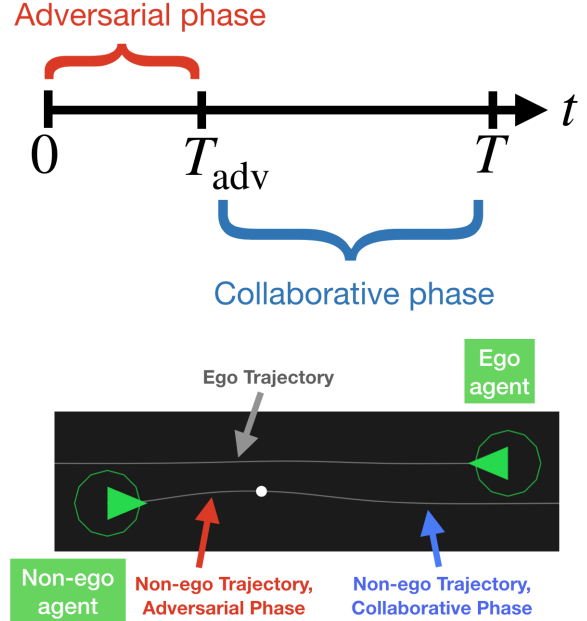 Adversarial phase
t
0
T_adv
T
Collaborative phase
Ego Trajectory
Ego
agent
Non-ego
agent
Non-ego Trajectory,
Adversarial Phase
Non-ego Trajectory,
Collaborative Phase